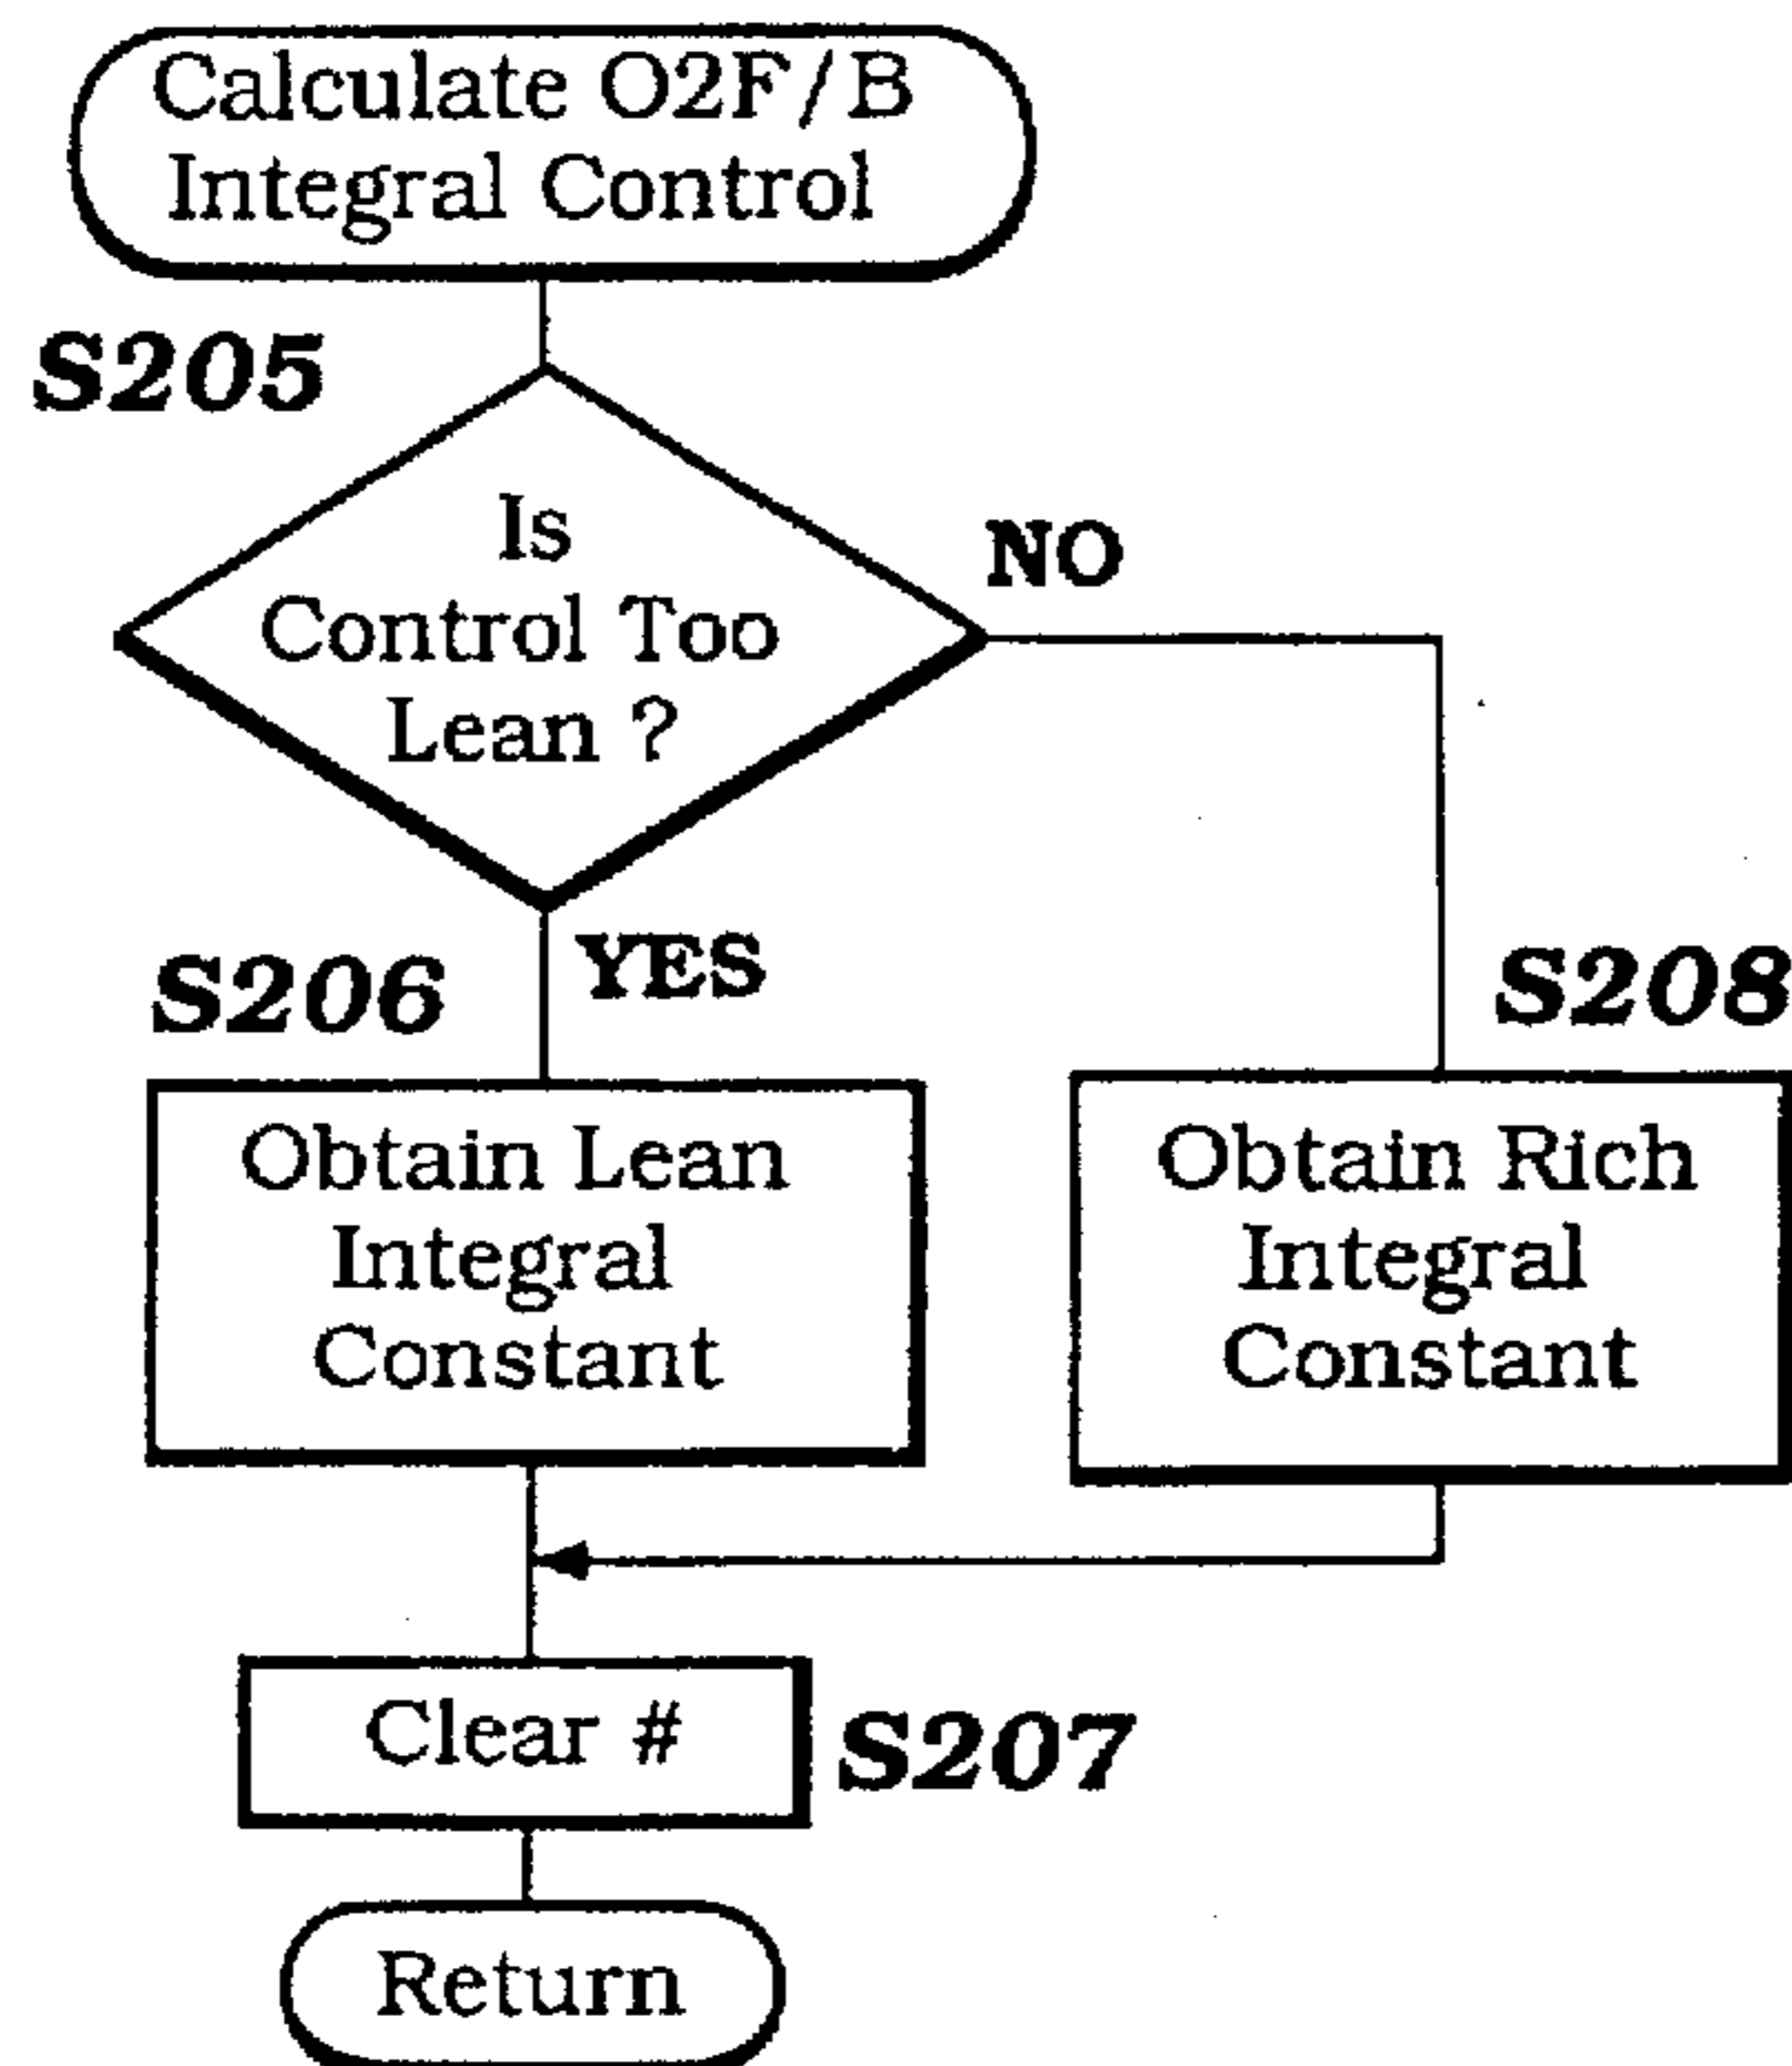 Calculate O2F/B
Integral Control
S205
Is
Control Too
Lean ?
NO
YES
S206
S208
Obtain Lean
Integral
Constant
Obtain Rich
Integral
Constant
Clear #
S207
Return